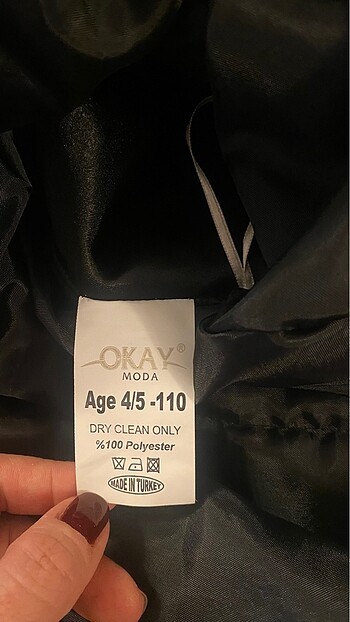 OKAY®
MODA
Age 4/5 -110
DRY CLEAN ONLY
%100 Polyester
MADE IN TURKEY